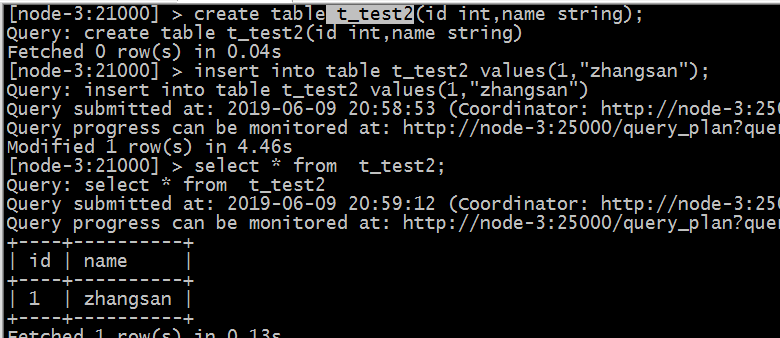 [node-3:21000] > create table t_test2(id int,name string);
Query: create table t_test2(id int,name string)
Fetched 0 row(s) in 0.04s
[node-3:21000] > insert into table t_test2 values(1,"zhangsan");
Query: insert into table t_test2 values(1,"zhangsan")
Query submitted at: 2019-06-09 20:58:53 (Coordinator: http://node-3:250
Query progress can be monitored at: http://node-3:25000/query_plan?quer
Modified 1 row(s) in 4.46s
[node-3:21000] > select * from  t_test2;
Query: select * from  t_test2
Query submitted at: 2019-06-09 20:59:12 (Coordinator: http://node-3:250
Query progress can be monitored at: http://node-3:25000/query_plan?quer
+----+----------+
| id | name     |
+----+----------+
| 1  | zhangsan |
+----+----------+
Fetched 1 row(s) in 0.13s